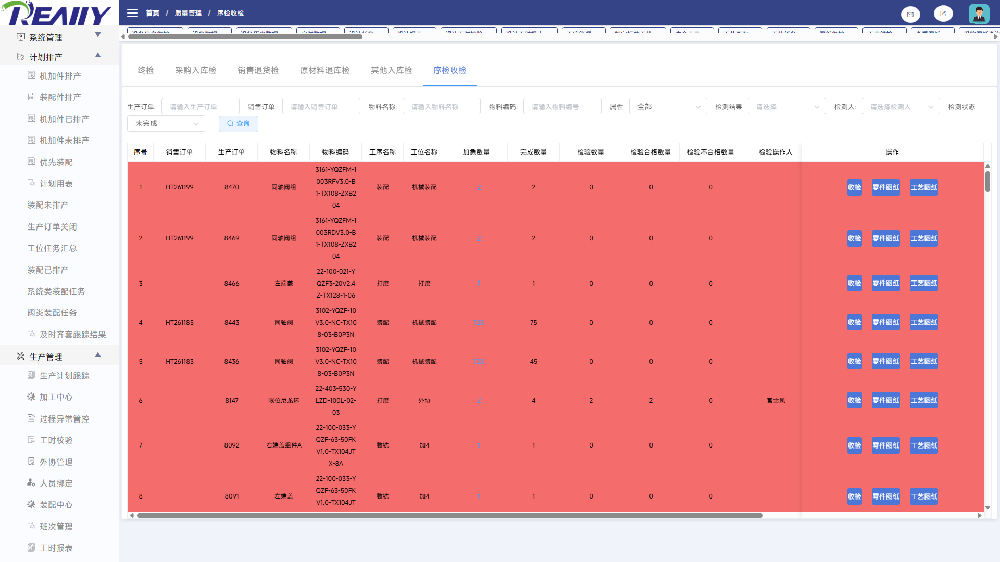 REALLY
首页 / 质量管理 / 序检收检
系统管理
计划排产
机加件排产
装配件排产
机加件已排产
机加件未排产
优先装配
计划用表
装配未排产
生产订单关闭
工位任务汇总
装配已排产
系统类装配任务
阀类装配任务
及时齐套跟踪结果
生产管理
生产计划跟踪
加工中心
过程异常管控
工时校验
外协管理
人员绑定
装配中心
班次管理
工时报表
终检 采购入库检 销售退货检 原材料退库检 其他入库检 序检收检
生产订单: 请输入生产订单 销售订单: 请输入销售订单 物料名称: 请输入物料名称 物料编码: 请输入物料编号 属性 全部 检测结果 请选择 检测人: 请选择检测人 检测状态
未完成 查询
序号 销售订单 生产订单 物料名称 物料编码 工序名称 工位名称 加急数量 完成数量 检验数量 检验合格数量 检验不合格数量 检验操作人 操作
3161-YQZFM-1
003RFV3.0-B
1 HT261199 8470 同轴阀组 装配 机械装配 2 2 0 0 0 收检 零件图纸 工艺图纸
1-TX108-ZXB2
04
3161-YQZFM-1
003RDV3.0-B
2 HT261199 8469 同轴阀组 装配 机械装配 2 2 0 0 0 收检 零件图纸 工艺图纸
1-TX108-ZXB2
04
22-100-021-Y
3 8466 左端盖 QZF3-20V2.4 打磨 打磨 1 1 0 0 0 收检 零件图纸 工艺图纸
Z-TX128-1-06
3102-YQZF-10
4 HT261185 8443 同轴阀 V3.0-NC-TX10 装配 机械装配 120 75 0 0 0 收检 零件图纸 工艺图纸
8-03-B0P3N
3102-YQZF-10
5 HT261183 8436 同轴阀 V3.0-NC-TX10 装配 机械装配 120 45 0 0 0 收检 零件图纸 工艺图纸
8-03-B0P3N
22-403-530-Y
6 8147 限位尼龙环 LZD-100L-02- 打磨 外协 4 2 2 0 宫雪凤 收检 零件图纸 工艺图纸
03
22-100-033-Y
QZF-63-50FK
7 8092 右端盖组件A 数铣 加4 1 1 0 0 0 收检 零件图纸 工艺图纸
V1.0-TX104JT
X-8A
22-100-033-Y
QZF-63-50FK
8 8091 左端盖 数铣 加4 1 1 0 0 0 收检 零件图纸 工艺图纸
V1.0-TX104JT